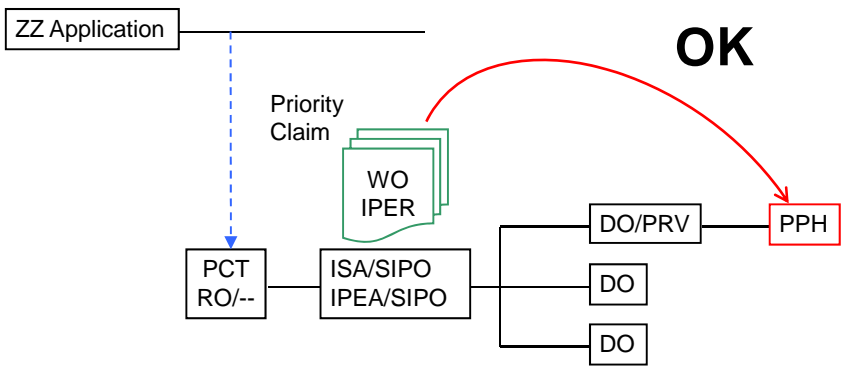 ZZ Application
OK
Priority
Claim
WO
IPER
DO/PRV
PPH
PCT
RO/--
ISA/SIPO
IPEA/SIPO
DO
DO